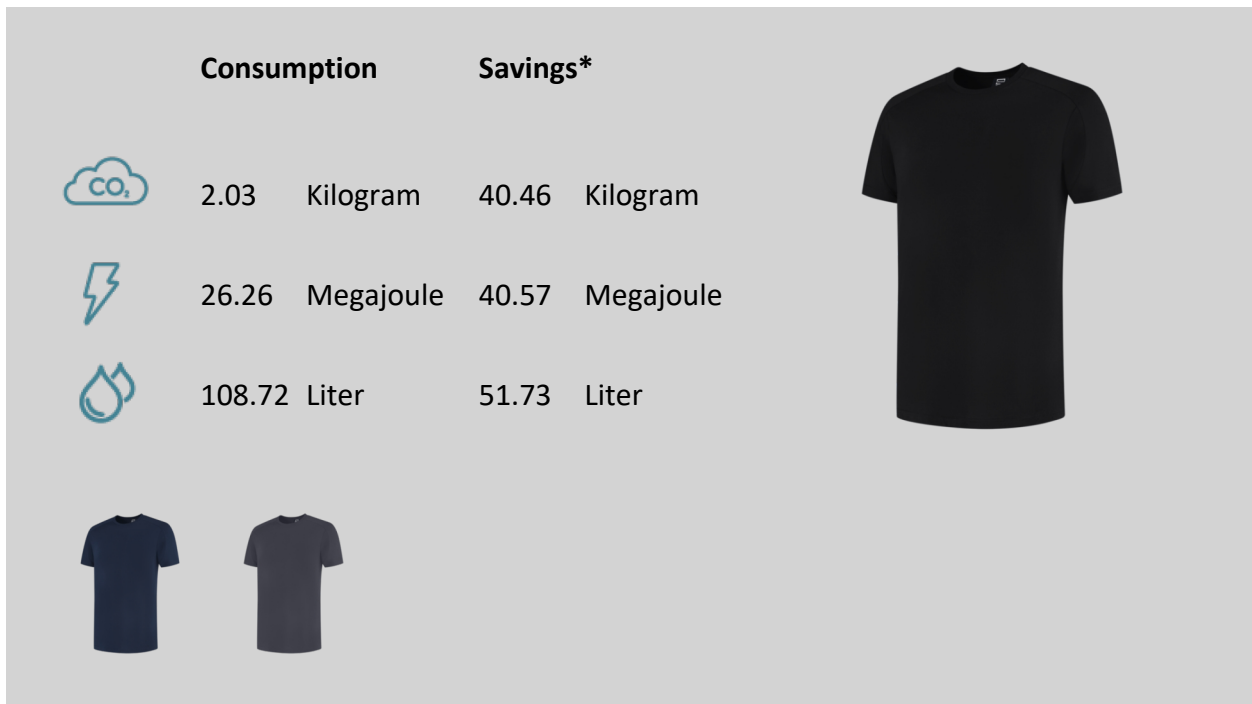 Consumption Savings*
CO₂ 2.03 Kilogram 40.46 Kilogram
26.26 Megajoule 40.57 Megajoule
108.72 Liter 51.73 Liter